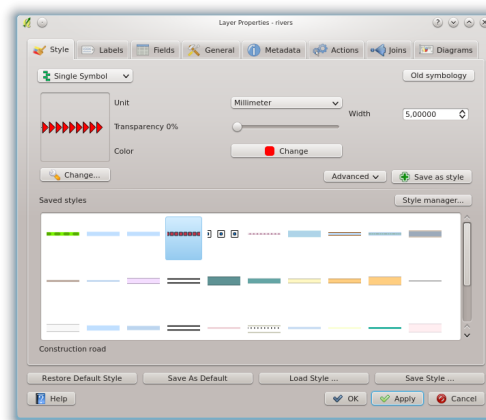 Layer Properties - rivers
Style Labels Fields General Metadata Actions Joins Diagrams
Single Symbol Old symbology
Unit Millimeter Width 5,00000
Transparency 0%
Color Change
Change... Advanced Save as style
Saved styles Style manager...
Construction road
Restore Default Style Save As Default Load Style ... Save Style ...
Help OK Apply Cancel